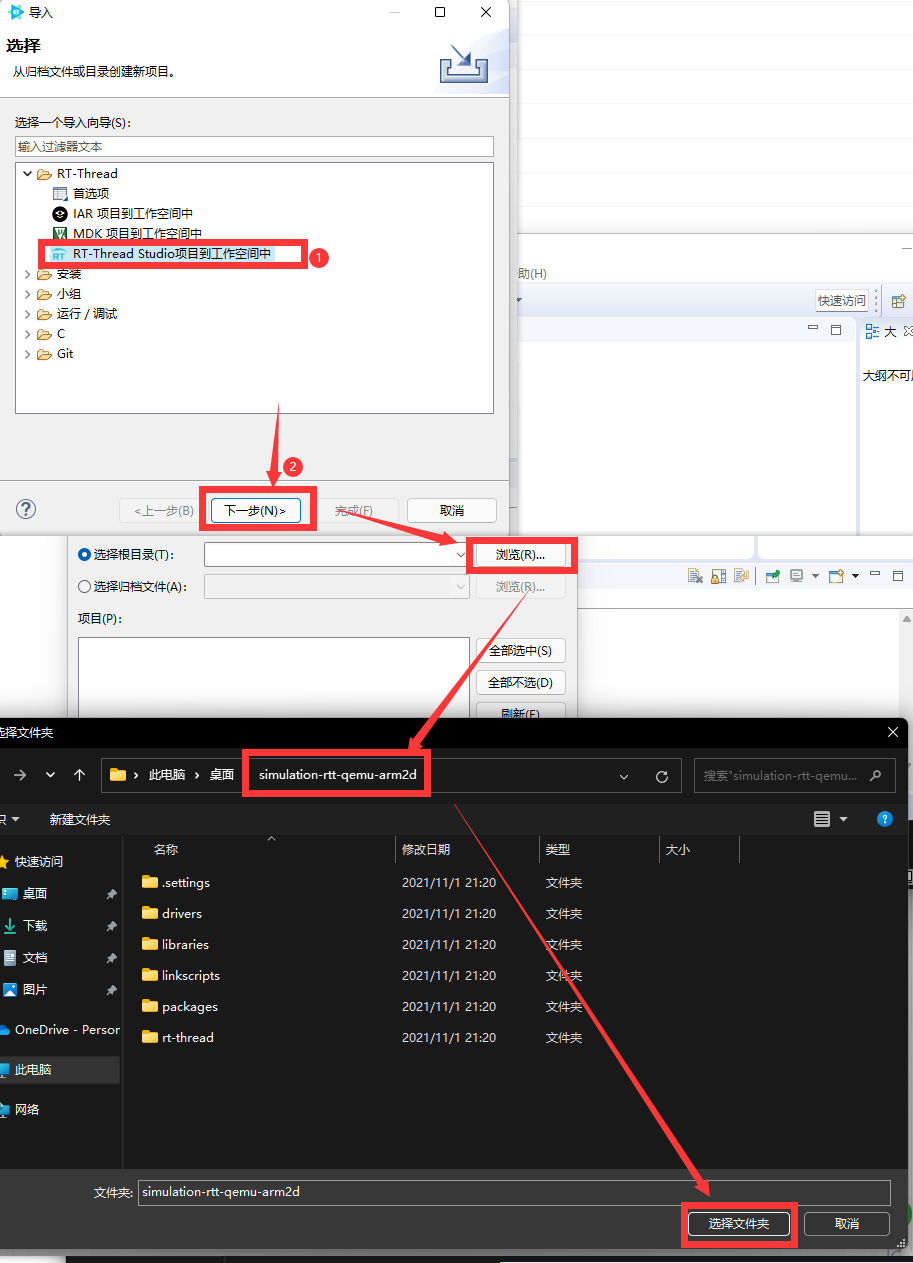 导入
选择
从归档文件或目录创建新项目。
选择一个导入向导(S):
输入过滤器文本
RT-Thread
首选项
IAR 项目到工作空间中
MDK 项目到工作空间中
RT RT-Thread Studio项目到工作空间中
1
安装
小组
运行 / 调试
C
Git
2
<上一步(B)
下一步(N)>
完成(F)
取消
助(H)
快速访问
大
大纲不可
选择根目录(T):
浏览(R)...
选择归档文件(A):
浏览(R)...
项目(P):
全部选中(S)
全部不选(D)
刷新(E)
选择文件夹
此电脑 › 桌面
simulation-rtt-qemu-arm2d
搜索"simulation-rtt-qemu...
新建文件夹
名称 修改日期 类型 大小
快速访问
桌面
下载
文档
图片
OneDrive - Person
此电脑
网络
.settings 2021/11/1 21:20 文件夹
drivers 2021/11/1 21:20 文件夹
libraries 2021/11/1 21:20 文件夹
linkscripts 2021/11/1 21:20 文件夹
packages 2021/11/1 21:20 文件夹
rt-thread 2021/11/1 21:20 文件夹
文件夹: simulation-rtt-qemu-arm2d
选择文件夹
取消